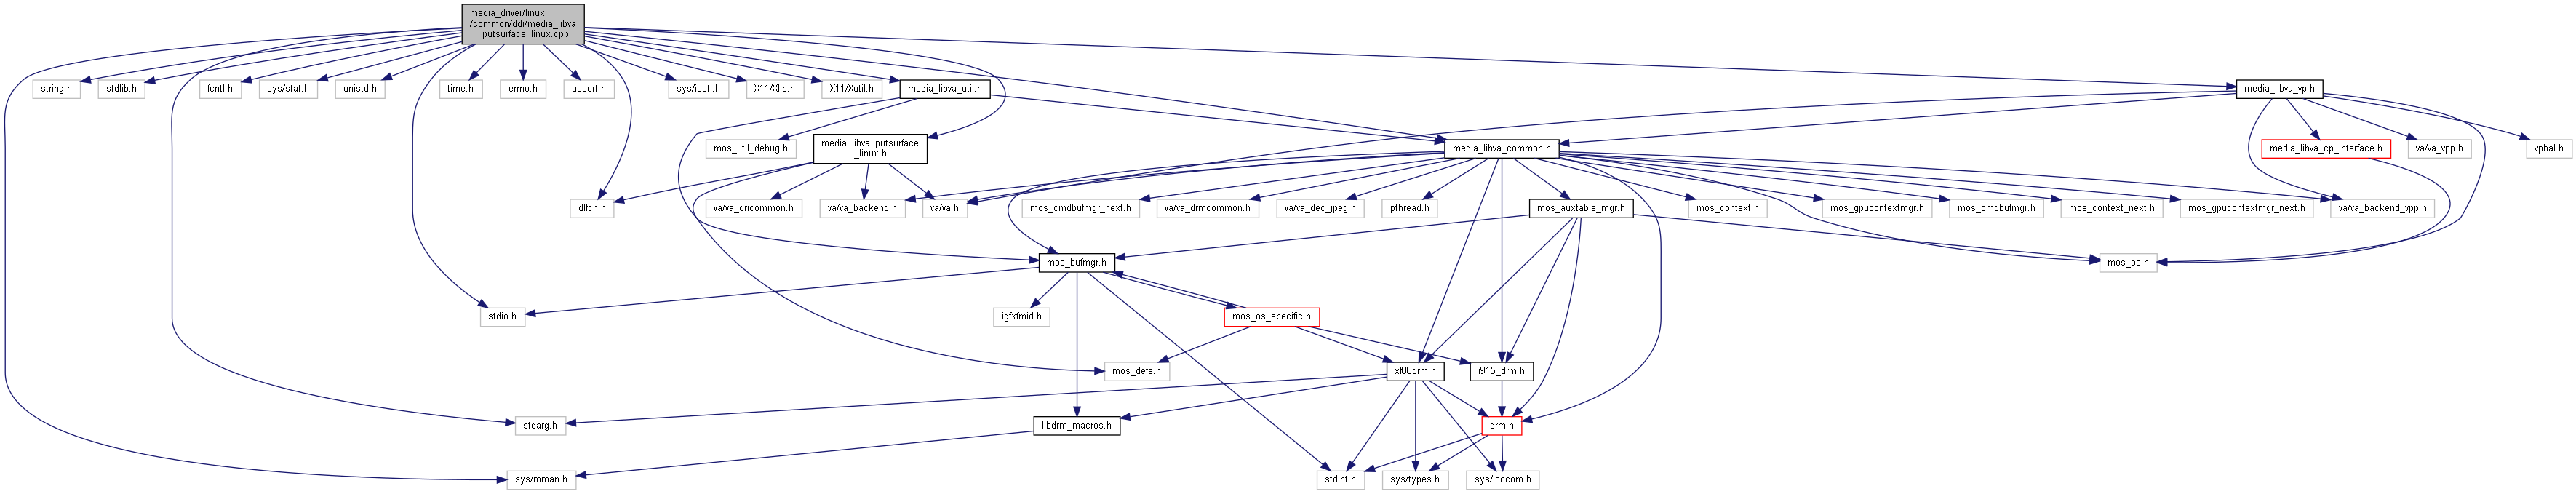 media_driver/linux
/common/ddi/media_libva
_putsurface_linux.cpp
string.h
stdlib.h
fcntl.h
sys/stat.h
unistd.h
time.h
errno.h
assert.h
sys/ioctl.h
X11/Xlib.h
X11/Xutil.h
media_libva_util.h
media_libva_vp.h
mos_util_debug.h
media_libva_putsurface
_linux.h
media_libva_common.h
media_libva_cp_interface.h
va/va_vpp.h
vphal.h
dlfcn.h
va/va_dricommon.h
va/va_backend.h
va/va.h
mos_cmdbufmgr_next.h
va/va_drmcommon.h
va/va_dec_jpeg.h
pthread.h
mos_auxtable_mgr.h
mos_context.h
mos_gpucontextmgr.h
mos_cmdbufmgr.h
mos_context_next.h
mos_gpucontextmgr_next.h
va/va_backend_vpp.h
mos_bufmgr.h
mos_os.h
stdio.h
igfxfmid.h
mos_os_specific.h
mos_defs.h
xf86drm.h
i915_drm.h
stdarg.h
libdrm_macros.h
drm.h
sys/mman.h
stdint.h
sys/types.h
sys/ioccom.h